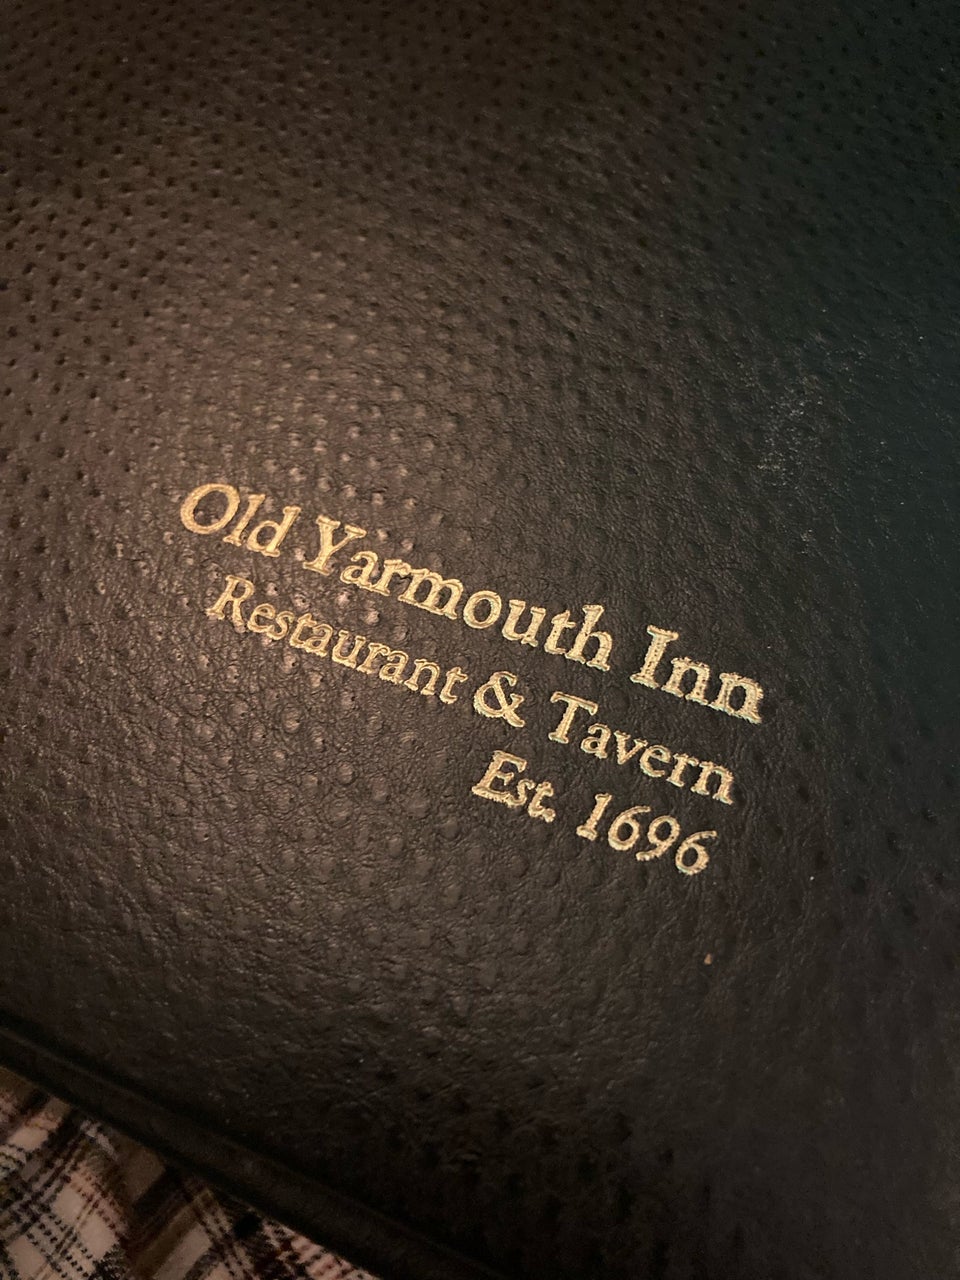 Old Yarmouth Inn
Restaurant & Tavern
Est. 1696